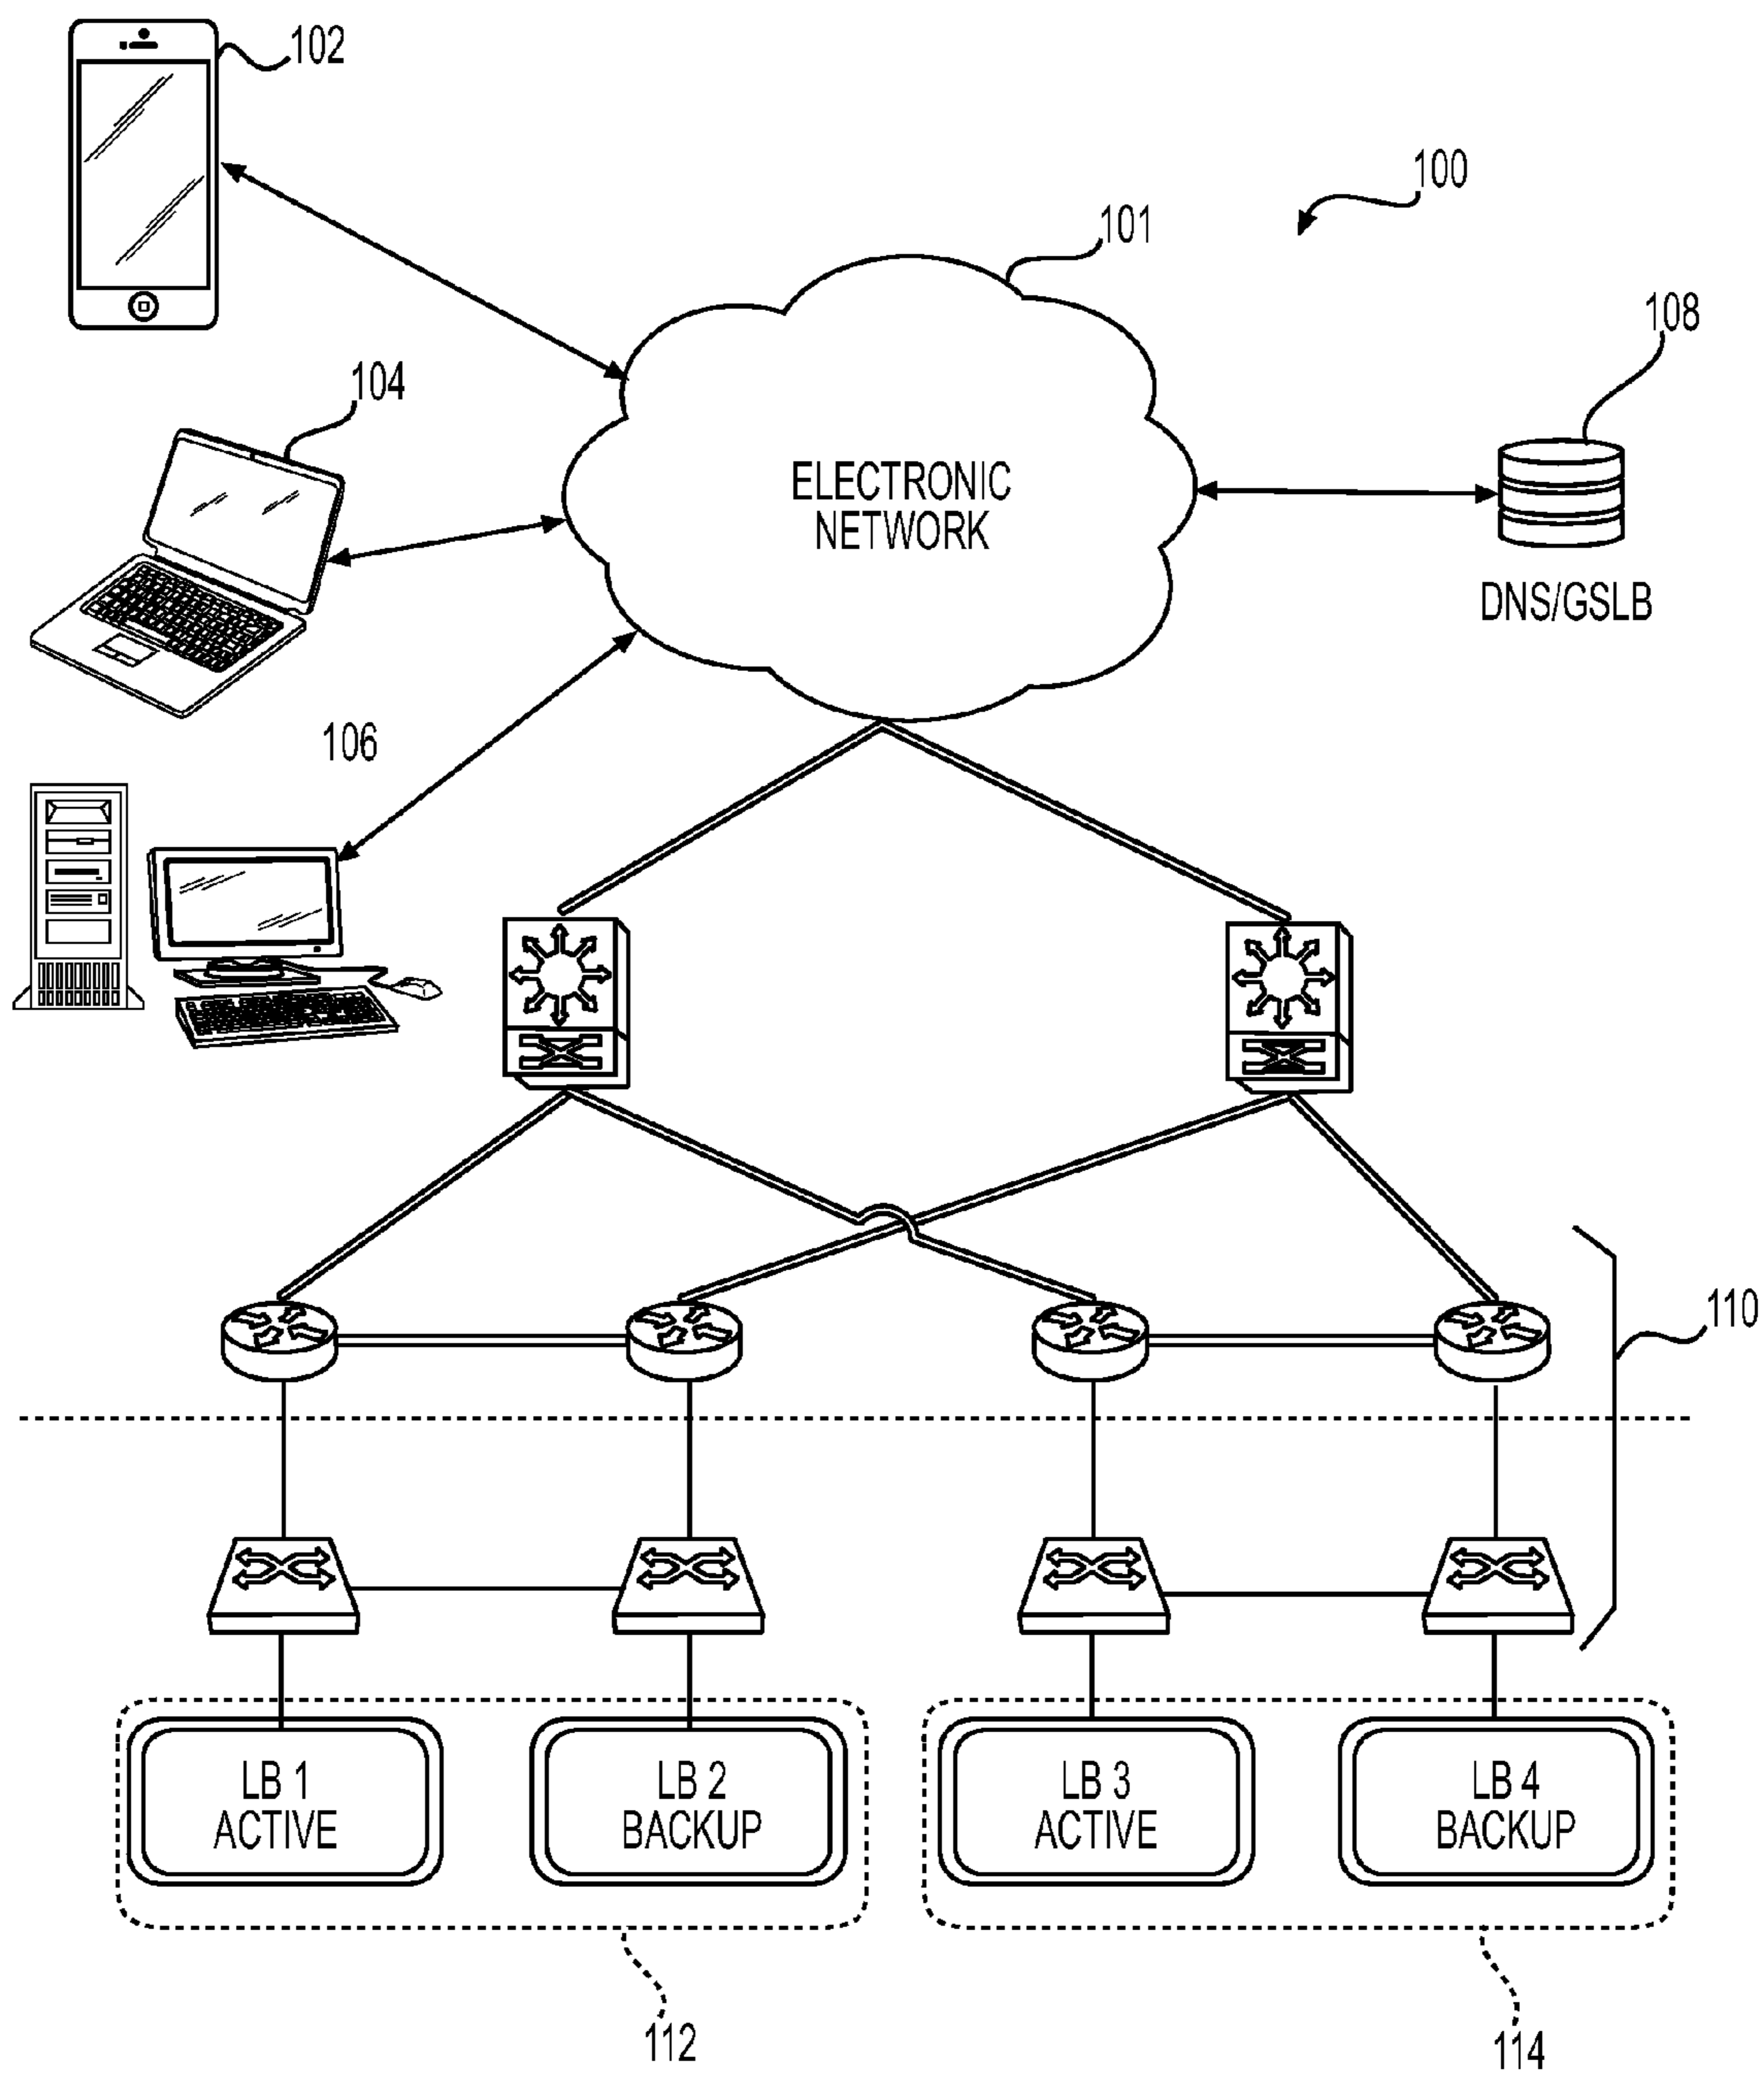 102
100
101
108
104
ELECTRONIC
NETWORK
DNS/GSLB
106
110
LB 1
ACTIVE
LB 2
BACKUP
LB 3
ACTIVE
LB 4
BACKUP
112
114